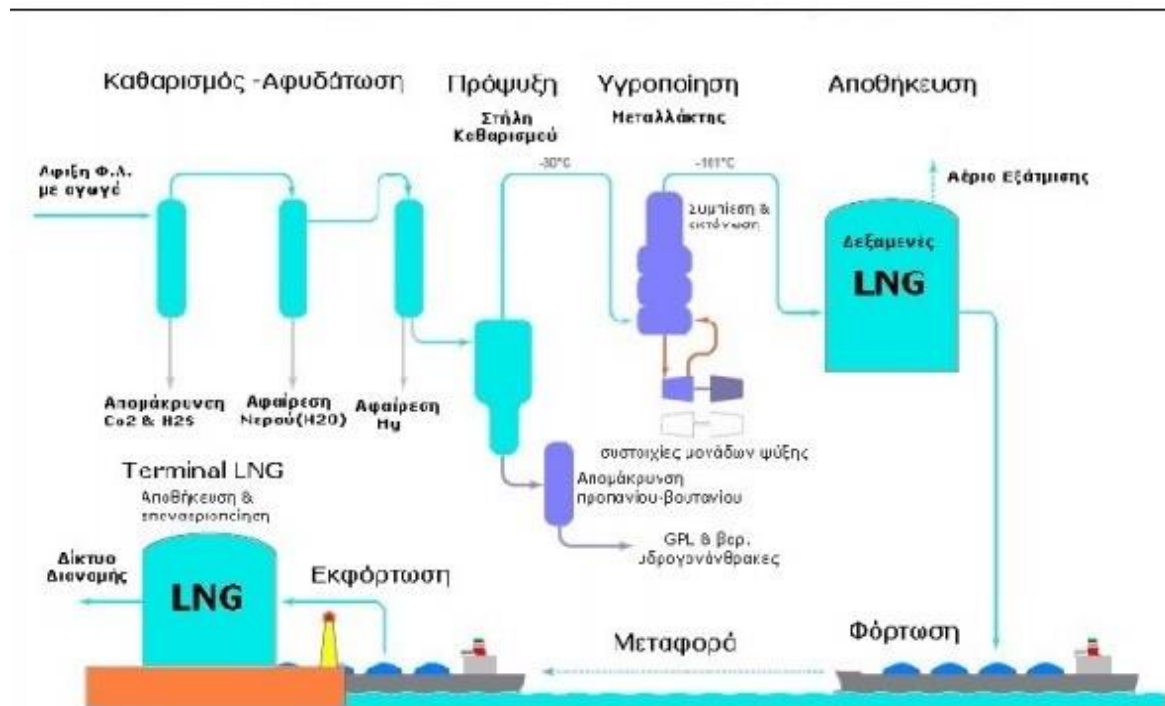 Καθαρισμός -Αφυδάτωση
Πρόψυξη
Υγροποίηση
Αποθήκευση
Στήλη
Καθαρισμού
Μεταλλάκτης
Αφιξη Φ.Α.
με αγωγό
-30°C
-161°C
Αέριο Εξάτμισης
Συμπίεση &
εκτόνωση
Δεξαμενές
LNG
Απομάκρυνση
Co2 & H2S
Αφαίρεση
Νερού(H2O)
Αφαίρεση
Hg
συστοιχίες μονάδων ψύξης
Απομάκρυνση
προπανίου-βουτανίου
GPL & βαρ.
υδρογονάνθρακες
Terminal LNG
Αποθήκευση &
επαναεριοποίηση
Δίκτυο
Διανομής
LNG
Εκφόρτωση
Μεταφορά
Φόρτωση